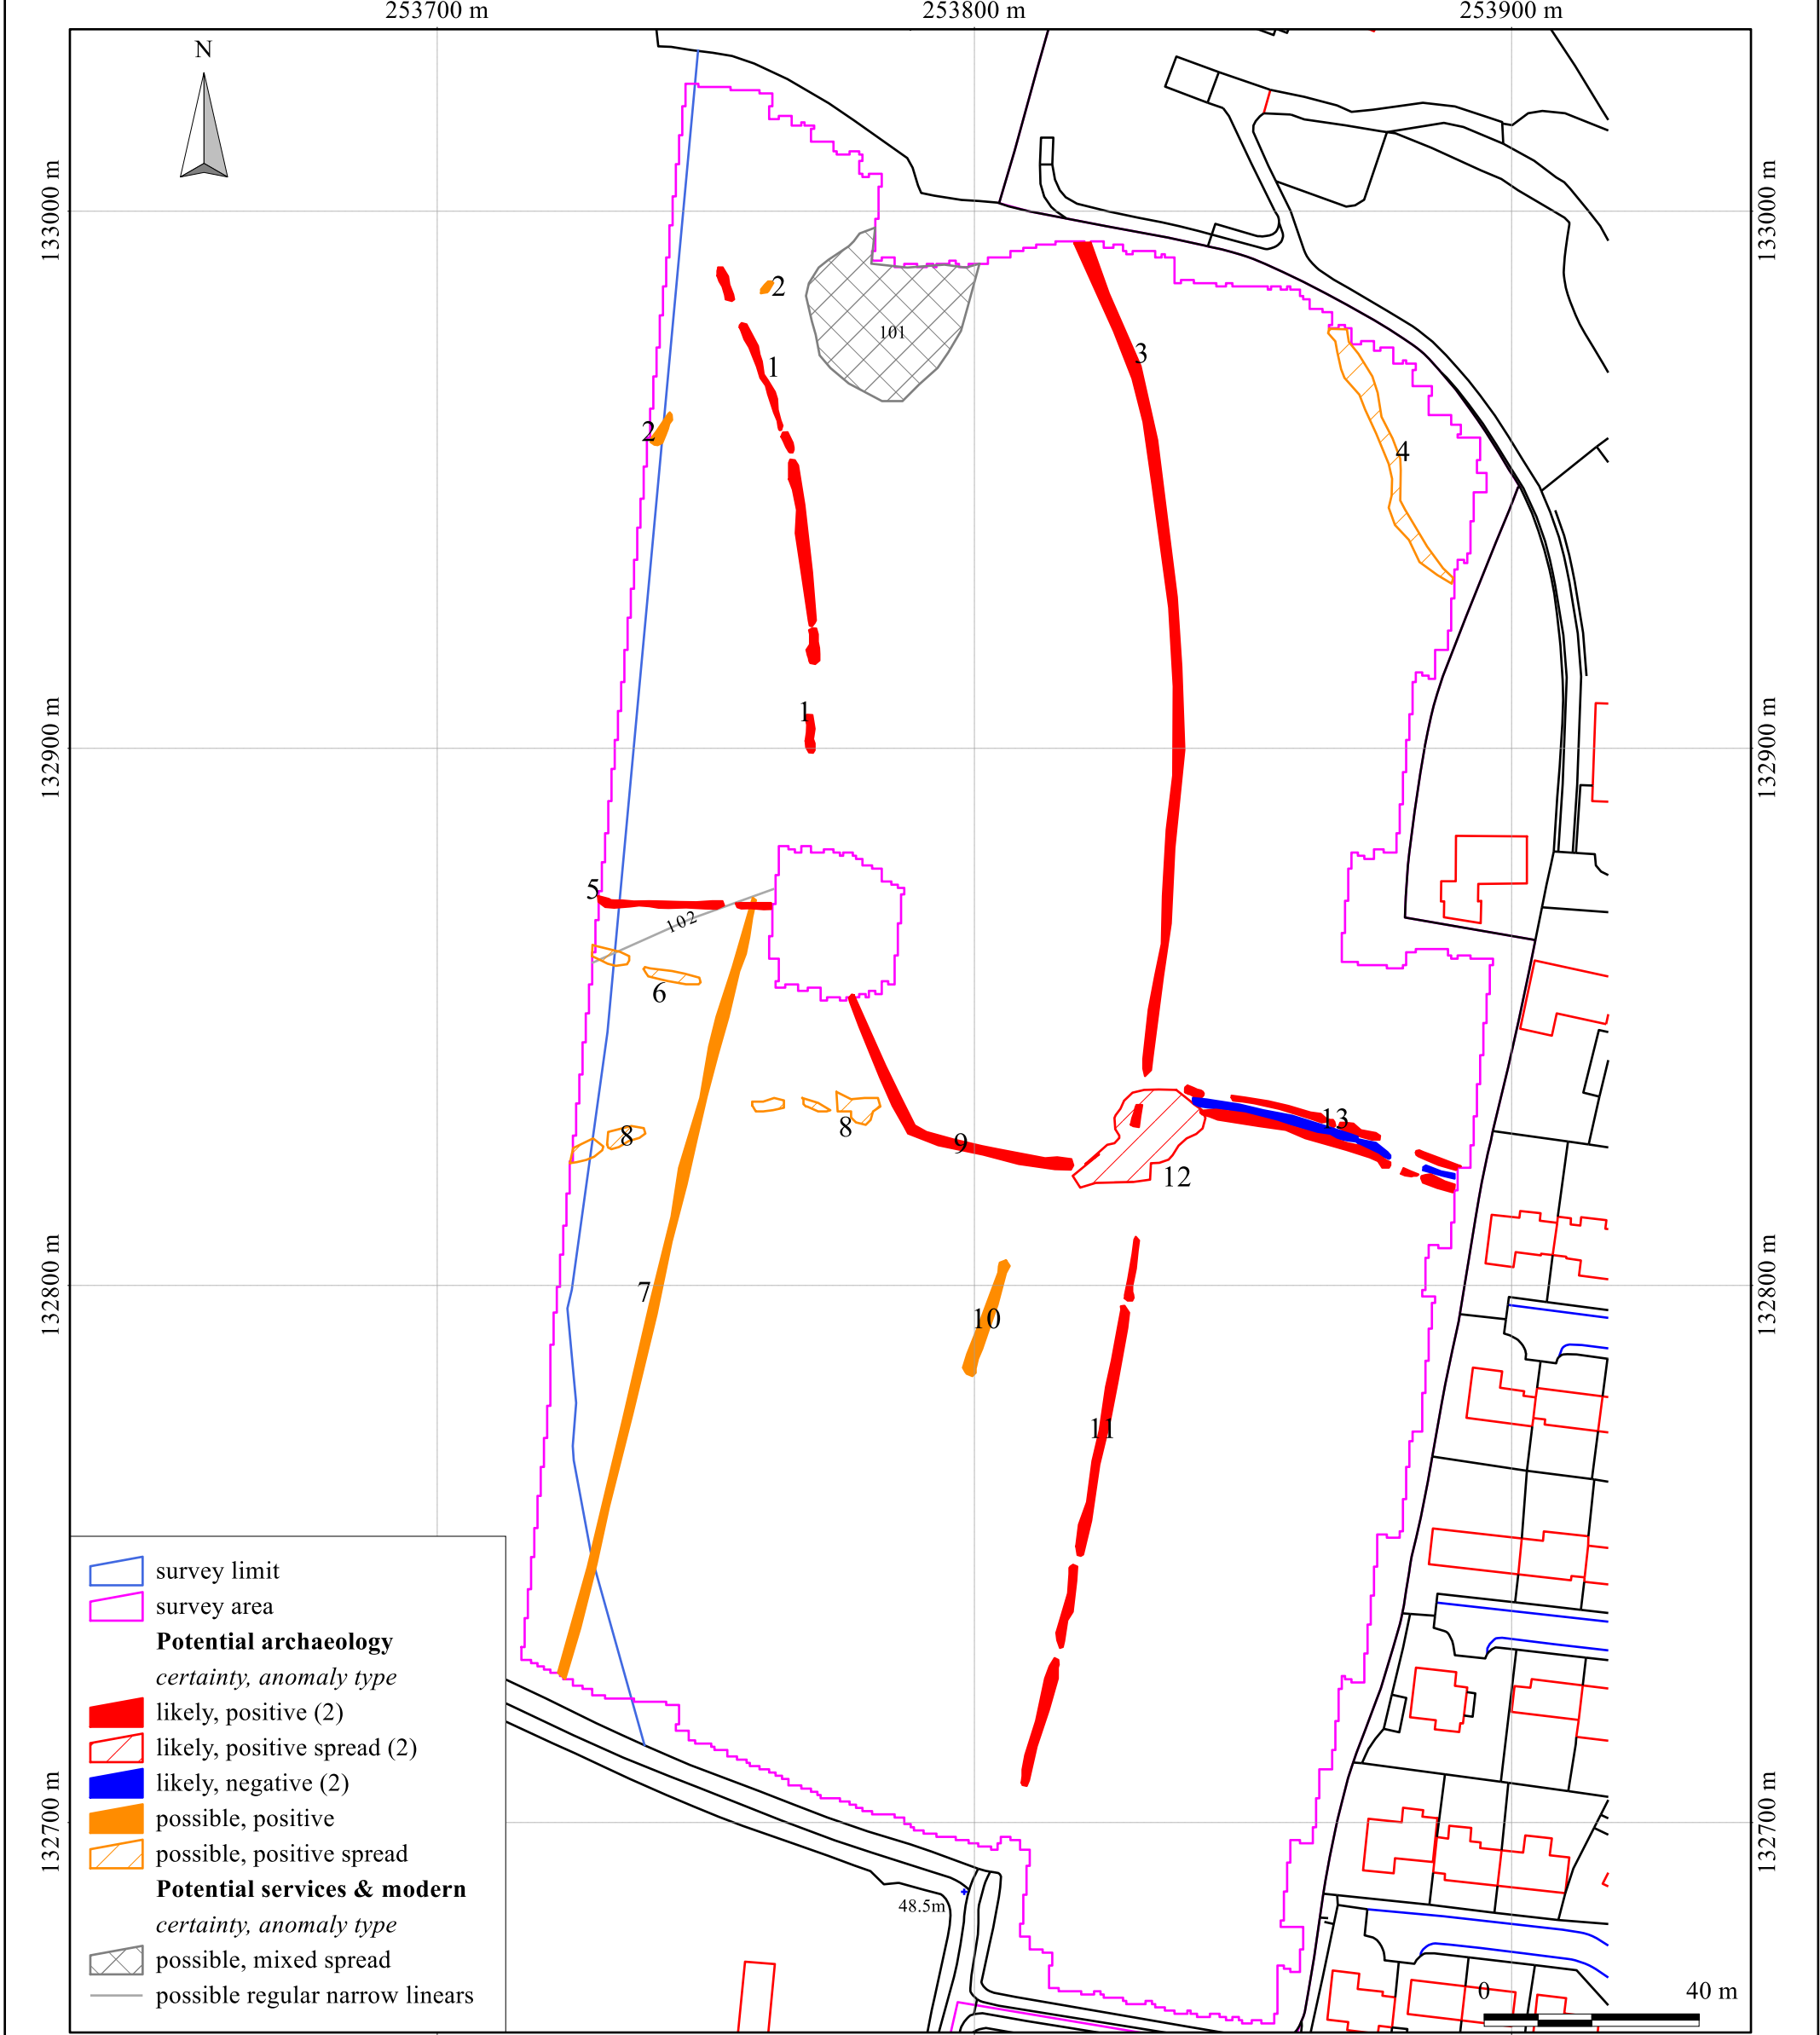 253700 m 253800 m 253900 m
N
133000 m 133000 m
2
101
1
3
2
4
1
132900 m 132900 m
5
102
6
8
8
13
9
12
132800 m 132800 m
7
10
11
survey limit
survey area
Potential archaeology
certainty, anomaly type
likely, positive (2)
likely, positive spread (2)
likely, negative (2)
possible, positive
possible, positive spread
Potential services & modern
certainty, anomaly type
possible, mixed spread
possible regular narrow linears
132700 m 132700 m
48.5m
0 40 m